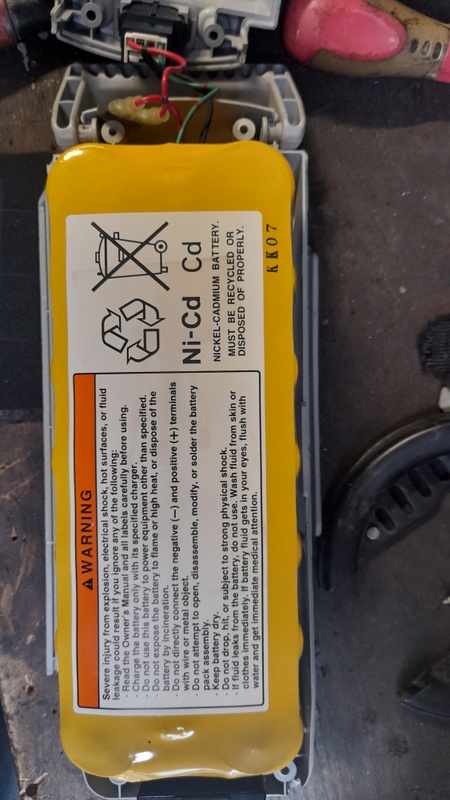 Ni-Cd Cd
NICKEL-CADMIUM BATTERY.
MUST BE RECYCLED OR
DISPOSED OF PROPERLY.
KK07
WARNING
Severe injury from explosion, electrical shock, hot surfaces, or fluid
leakage could result if you ignore any of the following:
- Read the Owner's Manual and all labels carefully before using.
- Charge the battery only with its specified charger.
- Do not use this battery to power equipment other than specified.
- Do not expose the battery to flame or high heat, or dispose of the
battery by incineration.
- Do not directly connect the negative (−) and positive (+) terminals
with wire or metal object.
- Do not attempt to open, disassemble, modify, or solder the battery
pack assembly.
- Keep battery dry.
- Do not drop, hit, or subject to strong physical shock.
- If fluid leaks from the battery, do not use. Wash fluid from skin or
clothes immediately. If battery fluid gets in your eyes, flush with
water and get immediate medical attention.